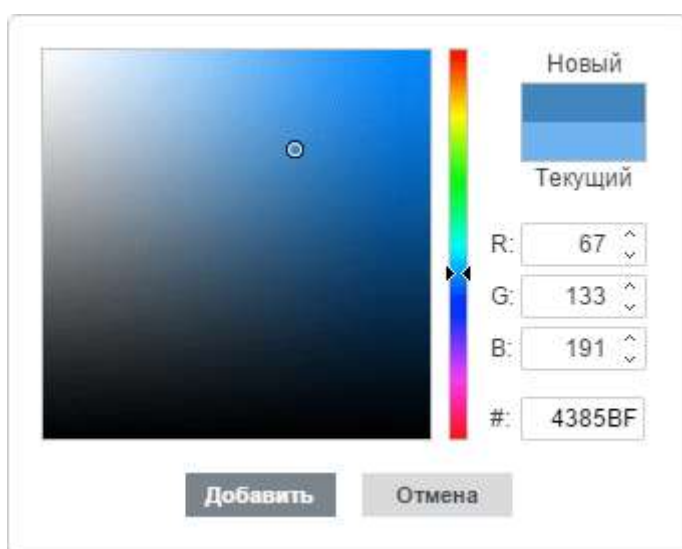 Новый
Текущий
R: 67
G: 133
B: 191
#: 4385BF
Добавить Отмена